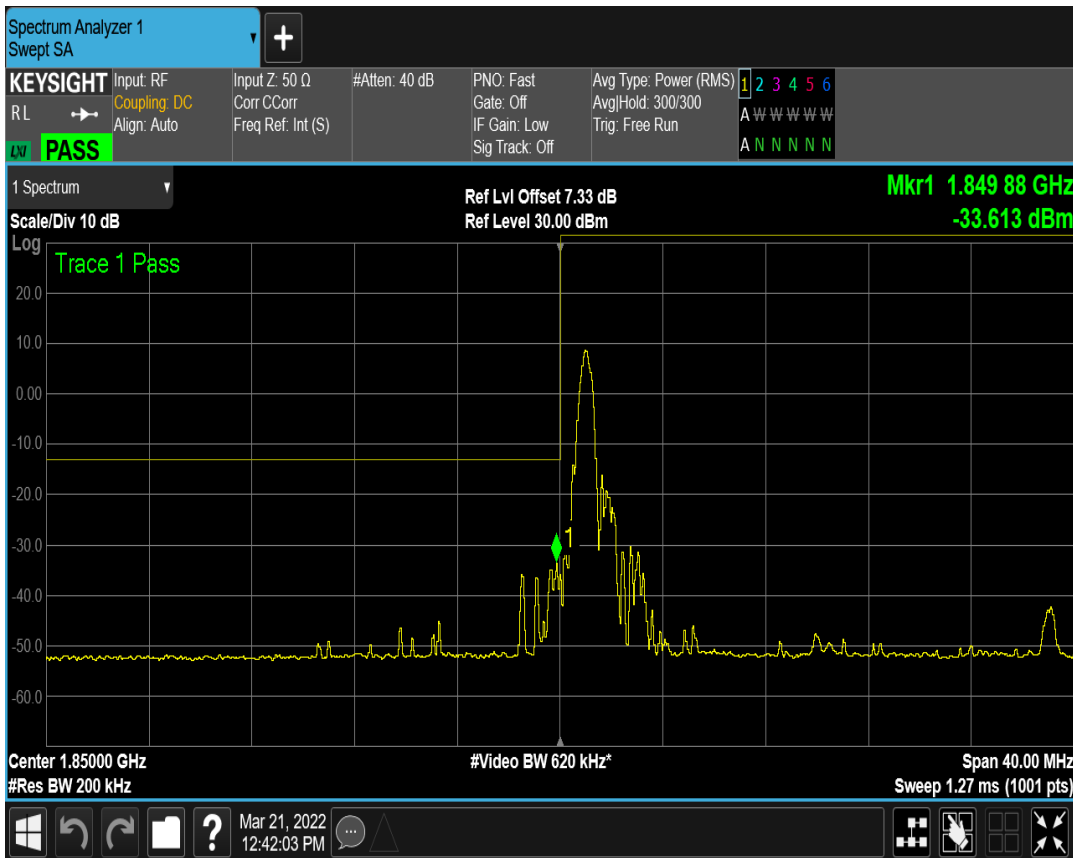 Spectrum Analyzer 1
Swept SA
+
KEYSIGHT
RL
LXI PASS
Input: RF
Coupling: DC
Align: Auto
Input Z: 50 Ω
Corr CCorr
Freq Ref: Int (S)
#Atten: 40 dB
PNO: Fast
Gate: Off
IF Gain: Low
Sig Track: Off
Avg Type: Power (RMS)
Avg|Hold: 300/300
Trig: Free Run
1 2 3 4 5 6
A W W W W W
A N N N N N
1 Spectrum
Scale/Div 10 dB
Ref Lvl Offset 7.33 dB
Ref Level 30.00 dBm
Mkr1 1.849 88 GHz
-33.613 dBm
Log
Trace 1 Pass
20.0
10.0
0.00
-10.0
-20.0
-30.0
-40.0
-50.0
-60.0
1
Center 1.85000 GHz
#Res BW 200 kHz
#Video BW 620 kHz*
Span 40.00 MHz
Sweep 1.27 ms (1001 pts)
?
Mar 21, 2022
12:42:03 PM